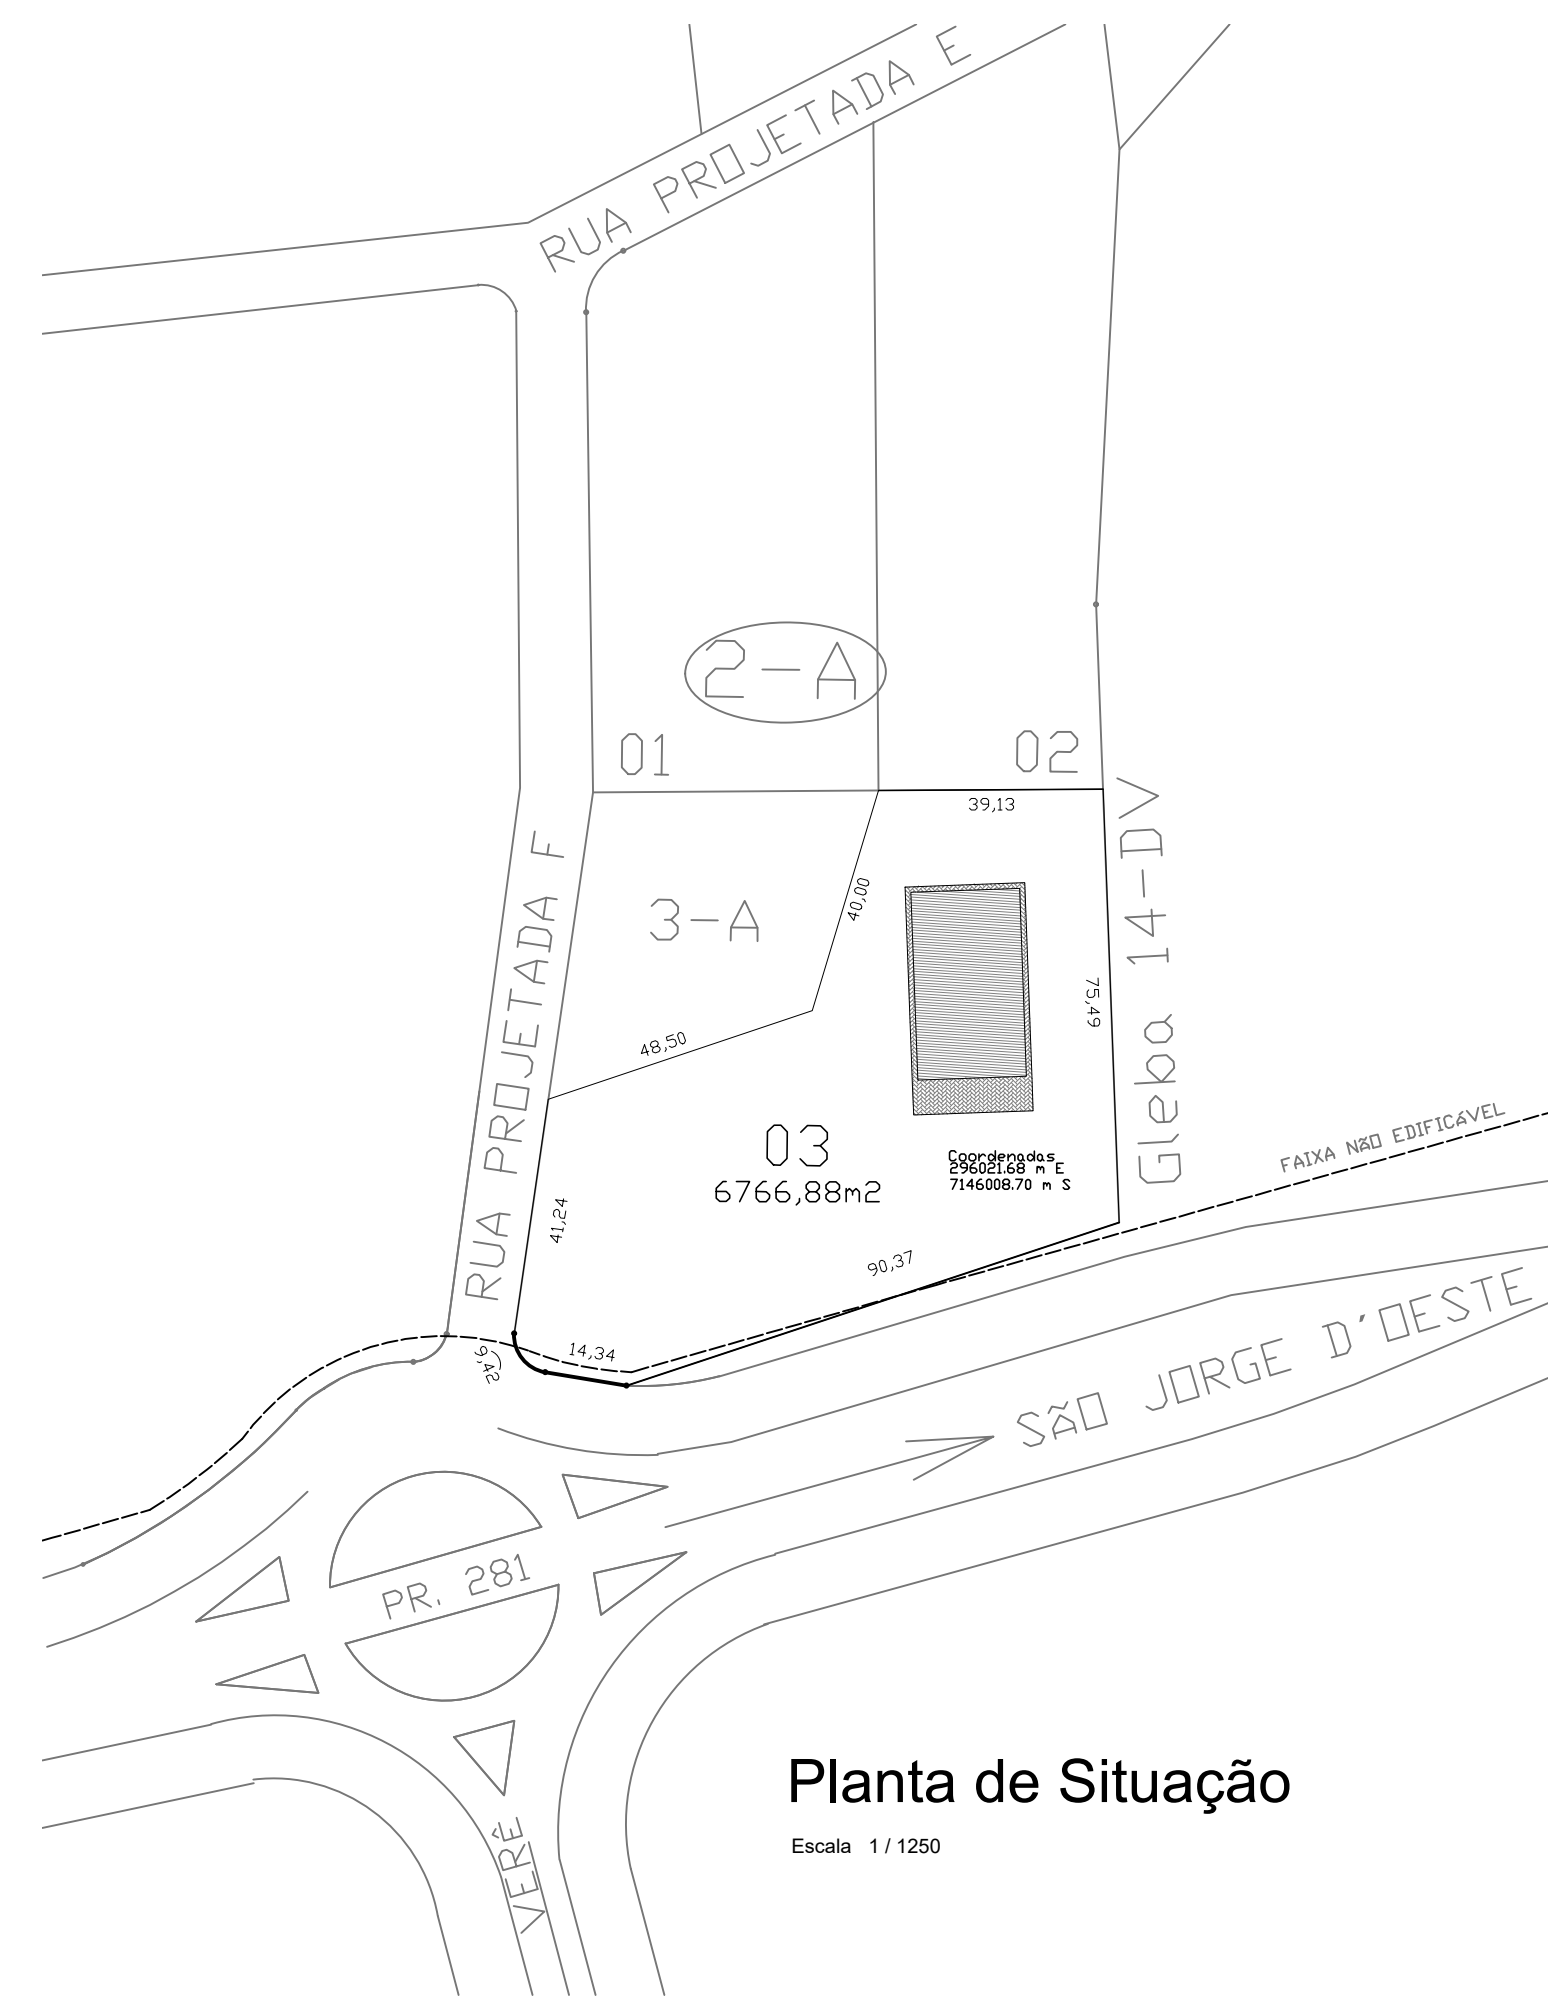 RUA PROJETADA E
2-A
01
02
39,13
Gleba 14-DV
RUA PROJETADA F
3-A
40,00
75,49
48,50
03
6766,88m2
Coordenadas
296021.68 m E
7146008.70 m S
FAIXA NÃO EDIFICáVEL
41,24
90,37
9,42
14,34
SãO JORGE D'OESTE
PR. 281
VERÊ
Planta de Situação
Escala 1 / 1250